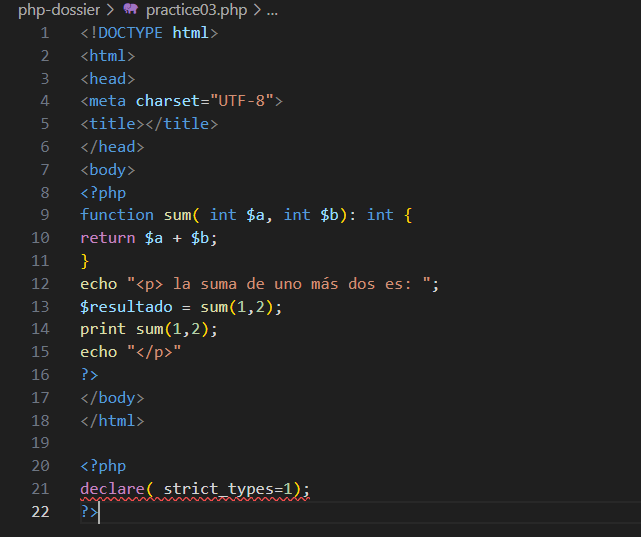 php-dossier > practice03.php > ...
1 <!DOCTYPE html>
2 <html>
3 <head>
4 <meta charset="UTF-8">
5 <title></title>
6 </head>
7 <body>
8 <?php
9 function sum( int $a, int $b): int {
10 return $a + $b;
11 }
12 echo "<p> la suma de uno más dos es: ";
13 $resultado = sum(1,2);
14 print sum(1,2);
15 echo "</p>"
16 ?>
17 </body>
18 </html>
19
20 <?php
21 declare( strict_types=1);
22 ?>